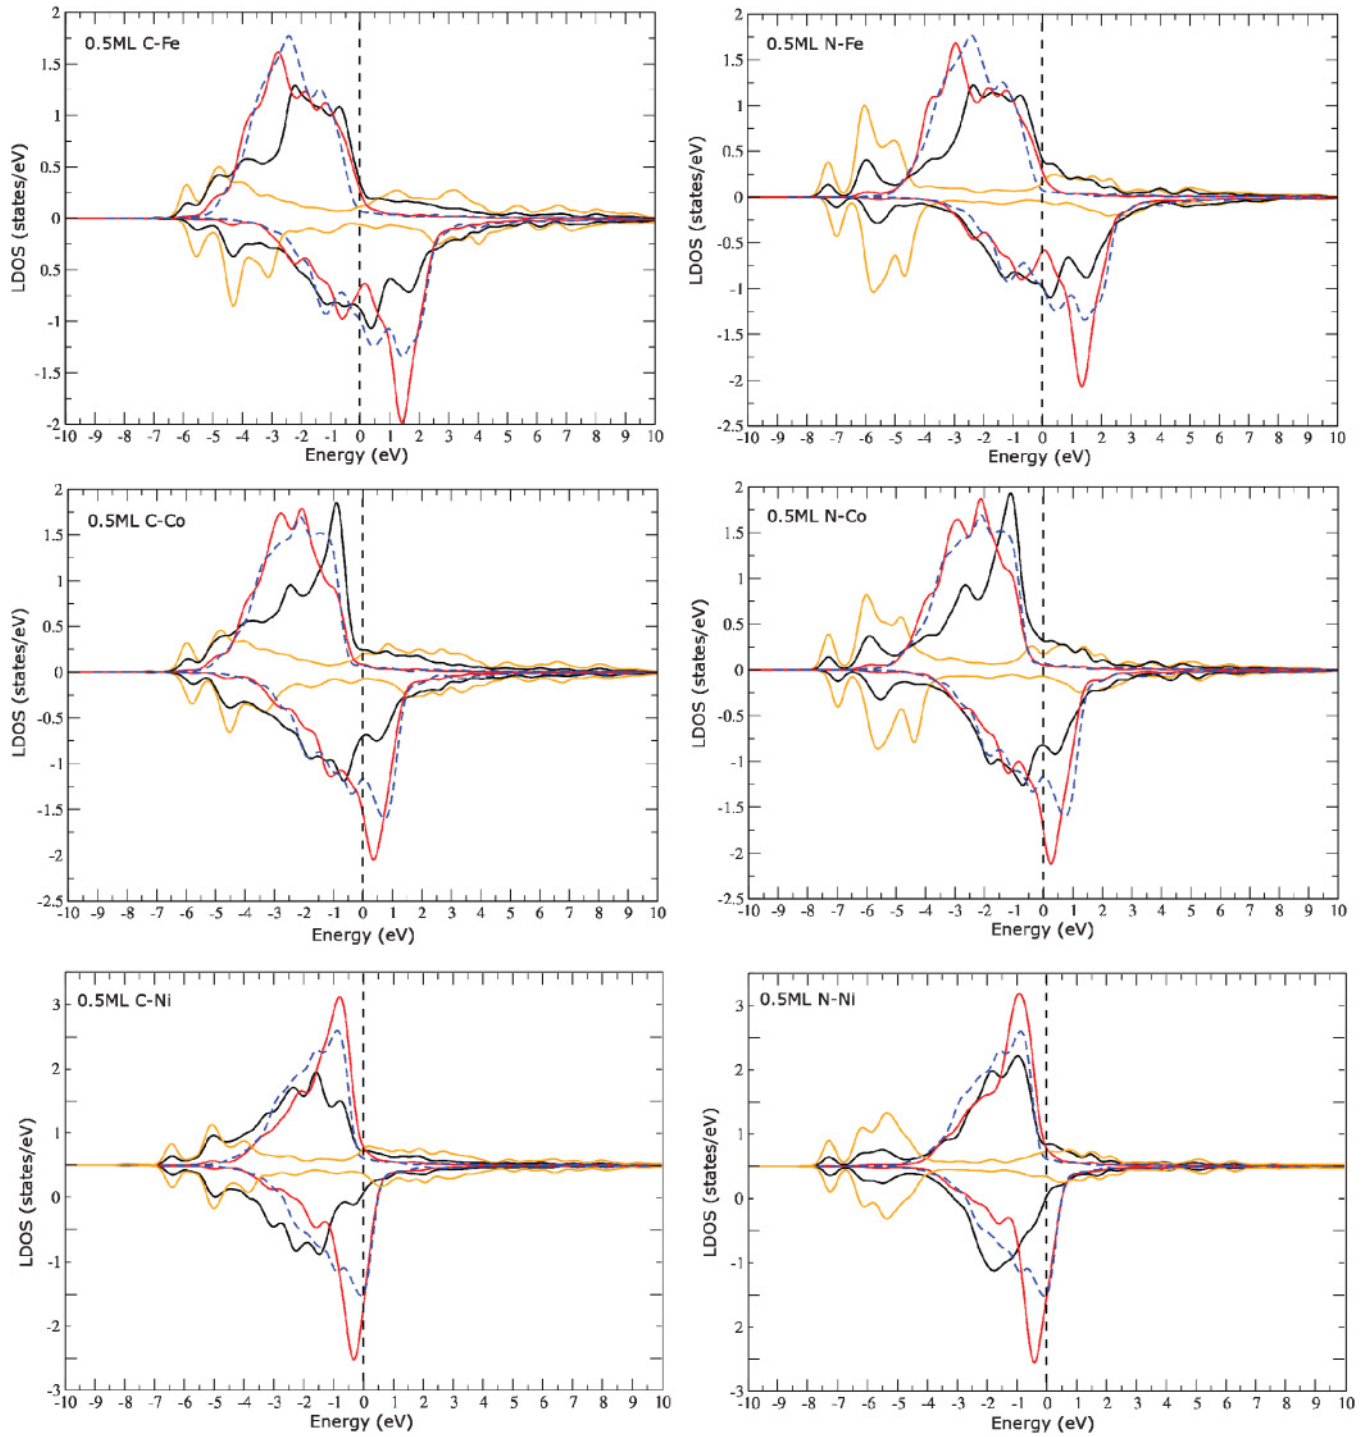 0.5ML C-Fe
LDOS (states/eV)
2
1.5
1
0.5
0
0.5
-1
-1.5
-2
-10 -9 -8 -7 -6 -5 -4 -3 -2 -1 0 1 2 3 4 5 6 7 8 9 10
Energy (eV)
0.5ML N-Fe
LDOS (states/eV)
2
1.5
1
0.5
0
-0.5
-1
-1.5
-2
-2.5
-10 -9 -8 -7 -6 -5 -4 -3 -2 -1 0 1 2 3 4 5 6 7 8 9 10
Energy (eV)
0.5ML C-Co
LDOS (states/eV)
2
1.5
1
0.5
0
-0.5
-1
-1.5
-2
-2.5
-10 -9 -8 -7 -6 -5 -4 -3 -2 -1 0 1 2 3 4 5 6 7 8 9 10
Energy (eV)
0.5ML N-Co
LDOS (states/eV)
2
1.5
1
0.5
0
-0.5
-1
-1.5
-2
-2.5
-10 -9 -8 -7 -6 -5 -4 -3 -2 -1 0 1 2 3 4 5 6 7 8 9 10
Energy (eV)
0.5ML C-Ni
LDOS (states/eV)
3
2
1
0
-1
2
-3
-10 -9 -8 -7 -6 -5 -4 -3 -2 -1 0 1 2 3 4 5 6 7 8 9 10
Energy (eV)
0.5ML N-Ni
LDOS (states/eV)
3
2
1
0
-1
2
-3
-10 -9 -8 -7 -6 -5 -4 -3 -2 -1 0 1 2 3 4 5 6 7 8 9 10
Energy (eV)